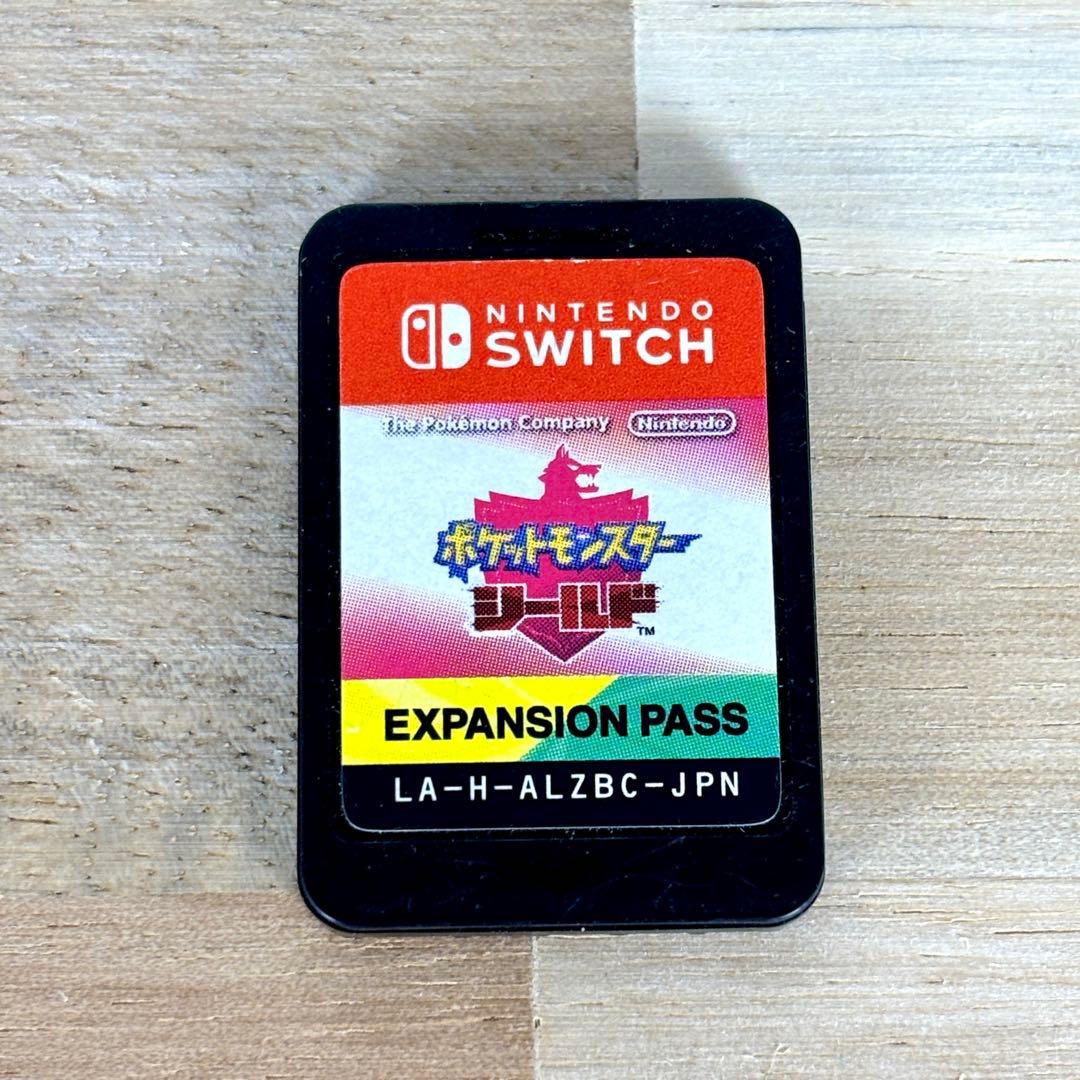 NINTENDO
SWITCH
The Pokémon Company Nintendo
ポケットモンスター
シールド
TM
EXPANSION PASS
LA-H-ALZBC-JPN